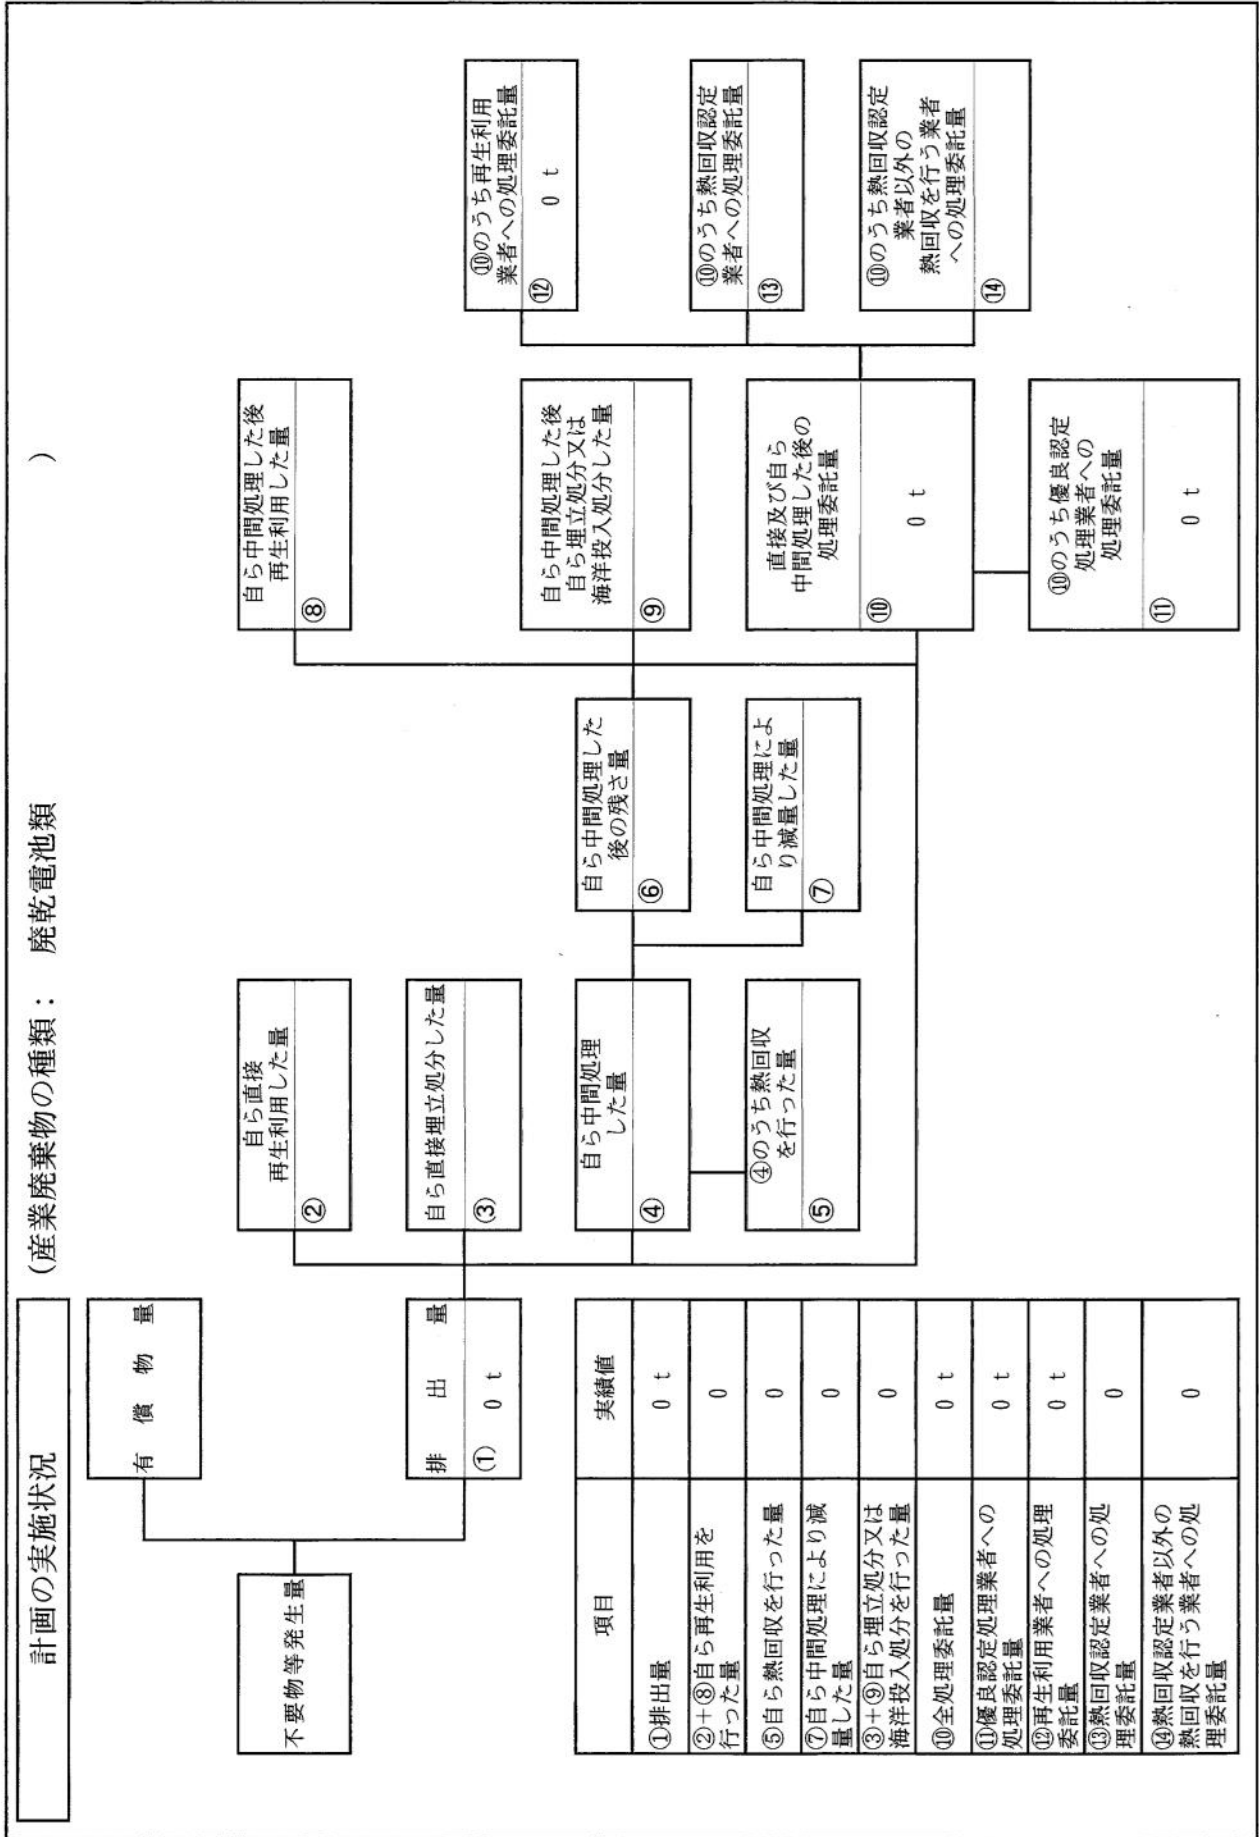 計画の実施状況
（産業廃棄物の種類： 廃乾電池類 ）
不要物等発生量
有 償 物 量
排 出 量
① 0 t
自ら直接
再生利用した量
②
自ら直接埋立処分した量
③
自ら中間処理
した量
④
④のうち熱回収
を行った量
⑤
自ら中間処理した
後の残さ量
⑥
自ら中間処理によ
り減量した量
⑦
自ら中間処理した後
再生利用した量
⑧
自ら中間処理した後
自ら埋立処分又は
海洋投入処分した量
⑨
直接及び自ら
中間処理した後の
処理委託量
⑩ 0 t
⑩のうち優良認定
処理業者への
処理委託量
⑪ 0 t
⑩のうち再生利用
業者への処理委託量
⑫ 0 t
⑩のうち熱回収認定
業者への処理委託量
⑬
⑩のうち熱回収認定
業者以外の
熱回収を行う業者
への処理委託量
⑭
項目 実績値
①排出量 0 t
②＋⑧自ら再生利用を
行った量 0
⑤自ら熱回収を行った量 0
⑦自ら中間処理により減
量した量 0
③＋⑨自ら埋立処分又は
海洋投入処分を行った量 0
⑩全処理委託量 0 t
⑪優良認定処理業者への
処理委託量 0 t
⑫再生利用業者への処理
委託量 0 t
⑬熱回収認定業者への処
理委託量 0
⑭熱回収認定業者以外の
熱回収を行う業者への処
理委託量 0